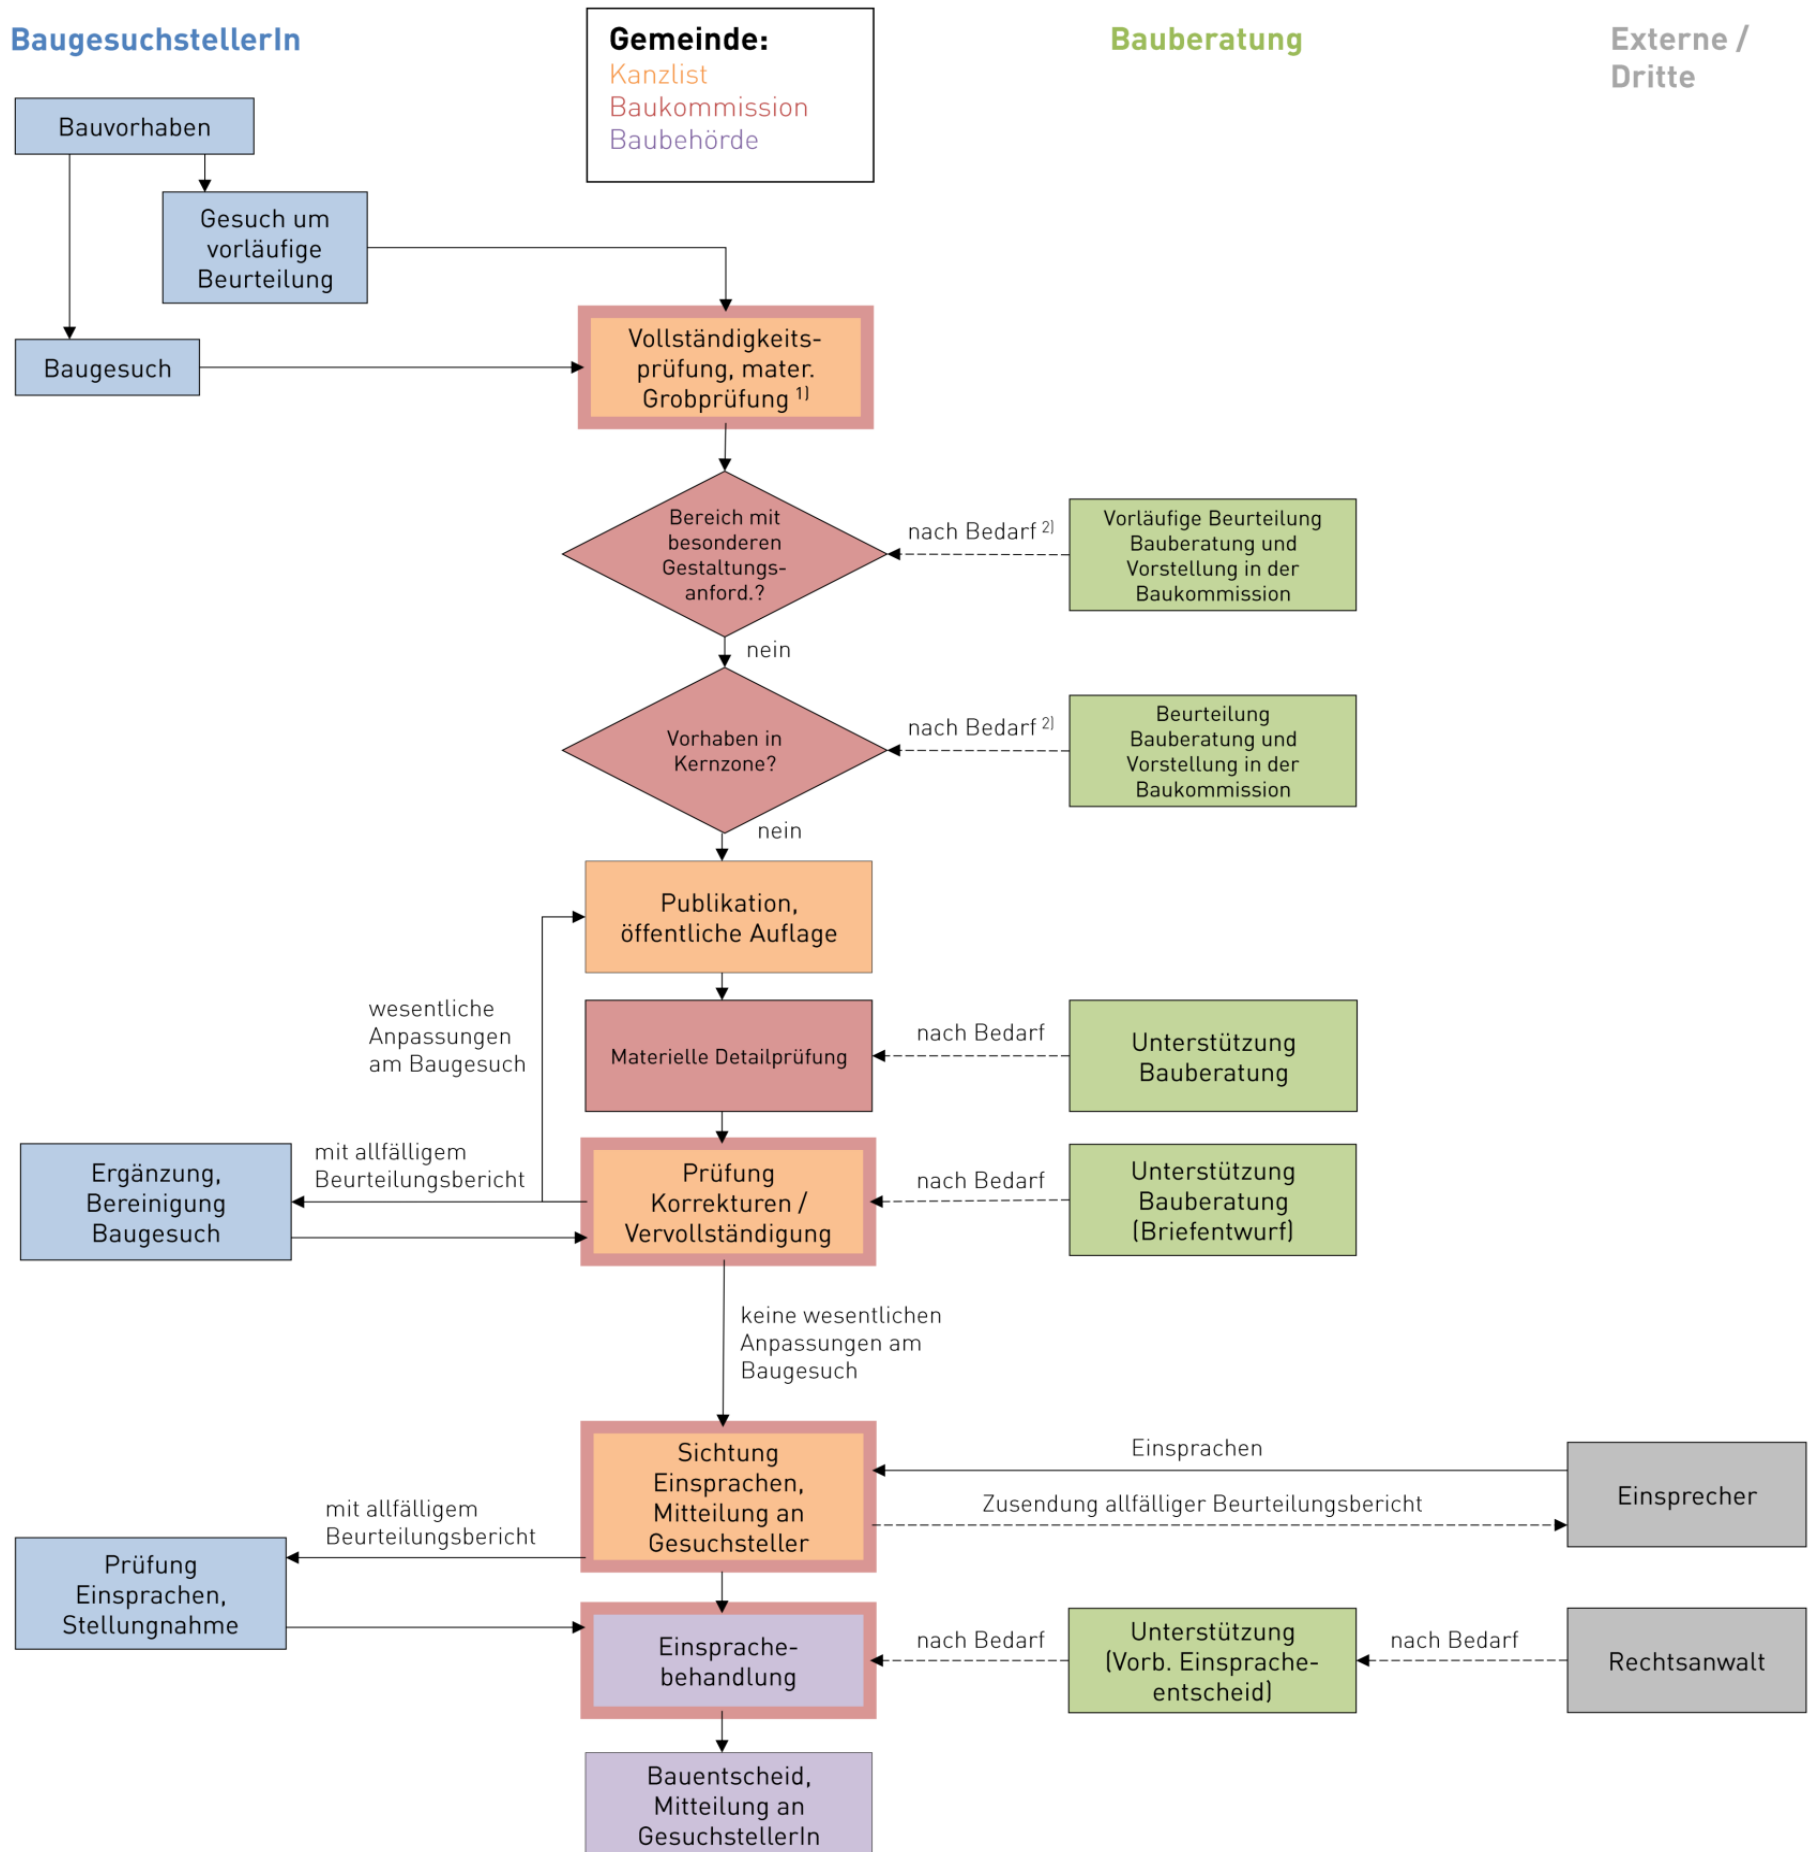 BaugesuchstellerIn
Gemeinde:
Kanzlist
Baukommission
Baubehörde
Bauberatung
Externe /
Dritte
Bauvorhaben
Gesuch um
vorläufige
Beurteilung
Baugesuch
Vollständigkeits-
prüfung, mater.
Grobprüfung 1)
Bereich mit
besonderen
Gestaltungs-
anford.?
nach Bedarf 2)
Vorläufige Beurteilung
Bauberatung und
Vorstellung in der
Baukommission
nein
Vorhaben in
Kernzone?
nach Bedarf 2)
Beurteilung
Bauberatung und
Vorstellung in der
Baukommission
nein
Publikation,
öffentliche Auflage
wesentliche
Anpassungen
am Baugesuch
Materielle Detailprüfung
nach Bedarf
Unterstützung
Bauberatung
Ergänzung,
Bereinigung
Baugesuch
mit allfälligem
Beurteilungsbericht
Prüfung
Korrekturen /
Vervollständigung
nach Bedarf
Unterstützung
Bauberatung
(Briefentwurf)
keine wesentlichen
Anpassungen am
Baugesuch
Sichtung
Einsprachen,
Mitteilung an
Gesuchsteller
Einsprachen
Zusendung allfälliger Beurteilungsbericht
Einsprecher
mit allfälligem
Beurteilungsbericht
Prüfung
Einsprachen,
Stellungnahme
Einsprache-
behandlung
nach Bedarf
Unterstützung
(Vorb. Einsprache-
entscheid)
nach Bedarf
Rechtsanwalt
Bauentscheid,
Mitteilung an
GesuchstellerIn